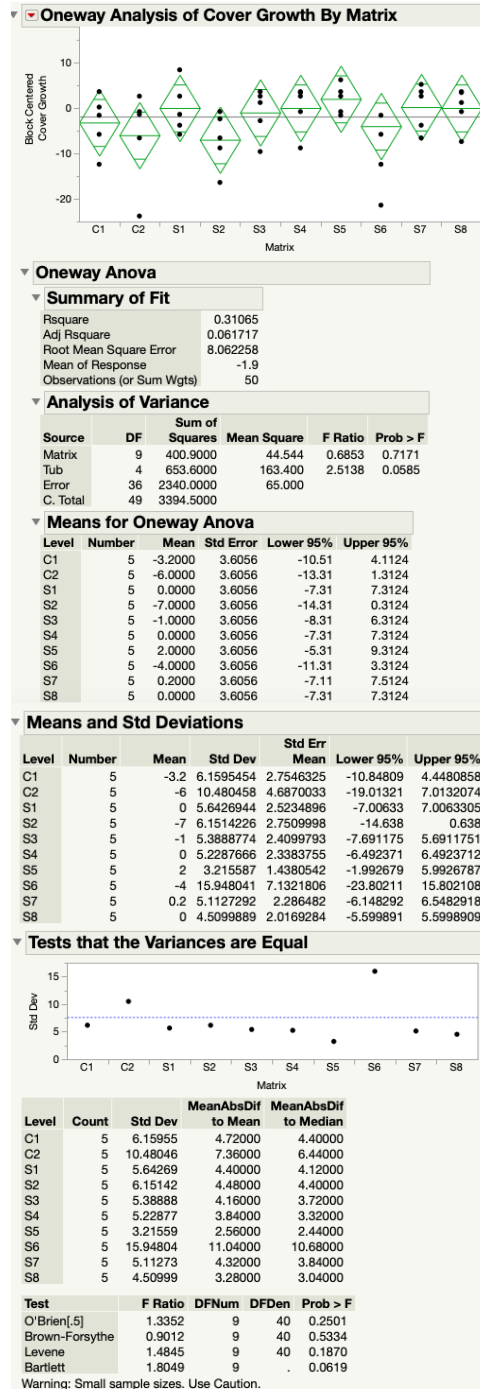 Oneway Analysis of Cover Growth By Matrix
Block Centered
Cover Growth
10
0
-10
-20
C1 C2 S1 S2 S3 S4 S5 S6 S7 S8
Matrix
Oneway Anova
Summary of Fit
Rsquare 0.31065
Adj Rsquare 0.061717
Root Mean Square Error 8.062258
Mean of Response -1.9
Observations (or Sum Wgts) 50
Analysis of Variance
Sum of
Source DF Squares Mean Square F Ratio Prob > F
Matrix 9 400.9000 44.544 0.6853 0.7171
Tub 4 653.6000 163.400 2.5138 0.0585
Error 36 2340.0000 65.000
C. Total 49 3394.5000
Means for Oneway Anova
Level Number Mean Std Error Lower 95% Upper 95%
C1 5 -3.2000 3.6056 -10.51 4.1124
C2 5 -6.0000 3.6056 -13.31 1.3124
S1 5 0.0000 3.6056 -7.31 7.3124
S2 5 -7.0000 3.6056 -14.31 0.3124
S3 5 -1.0000 3.6056 -8.31 6.3124
S4 5 0.0000 3.6056 -7.31 7.3124
S5 5 2.0000 3.6056 -5.31 9.3124
S6 5 -4.0000 3.6056 -11.31 3.3124
S7 5 0.2000 3.6056 -7.11 7.5124
S8 5 0.0000 3.6056 -7.31 7.3124
Means and Std Deviations
Std Err
Level Number Mean Std Dev Mean Lower 95% Upper 95%
C1 5 -3.2 6.1595454 2.7546325 -10.84809 4.4480858
C2 5 -6 10.480458 4.6870033 -19.01321 7.0132074
S1 5 0 5.6426944 2.5234896 -7.00633 7.0063305
S2 5 -7 6.1514226 2.7509998 -14.638 0.638
S3 5 -1 5.3888774 2.4099793 -7.691175 5.6911751
S4 5 0 5.2287666 2.3383755 -6.492371 6.4923712
S5 5 2 3.215587 1.4380542 -1.992679 5.9926787
S6 5 -4 15.948041 7.1321806 -23.80211 15.802108
S7 5 0.2 5.1127292 2.286482 -6.148292 6.5482918
S8 5 0 4.5099889 2.0169284 -5.599891 5.5998909
Tests that the Variances are Equal
Std Dev
15
10
5
0
C1 C2 S1 S2 S3 S4 S5 S6 S7 S8
Matrix
MeanAbsDif MeanAbsDif
Level Count Std Dev to Mean to Median
C1 5 6.15955 4.72000 4.40000
C2 5 10.48046 7.36000 6.44000
S1 5 5.64269 4.40000 4.12000
S2 5 6.15142 4.48000 4.40000
S3 5 5.38888 4.16000 3.72000
S4 5 5.22877 3.84000 3.32000
S5 5 3.21559 2.56000 2.44000
S6 5 15.94804 11.04000 10.68000
S7 5 5.11273 4.32000 3.84000
S8 5 4.50999 3.28000 3.04000
Test F Ratio DFNum DFDen Prob > F
O'Brien[.5] 1.3352 9 40 0.2501
Brown-Forsythe 0.9012 9 40 0.5334
Levene 1.4845 9 40 0.1870
Bartlett 1.8049 9 . 0.0619
Warning: Small sample sizes. Use Caution.